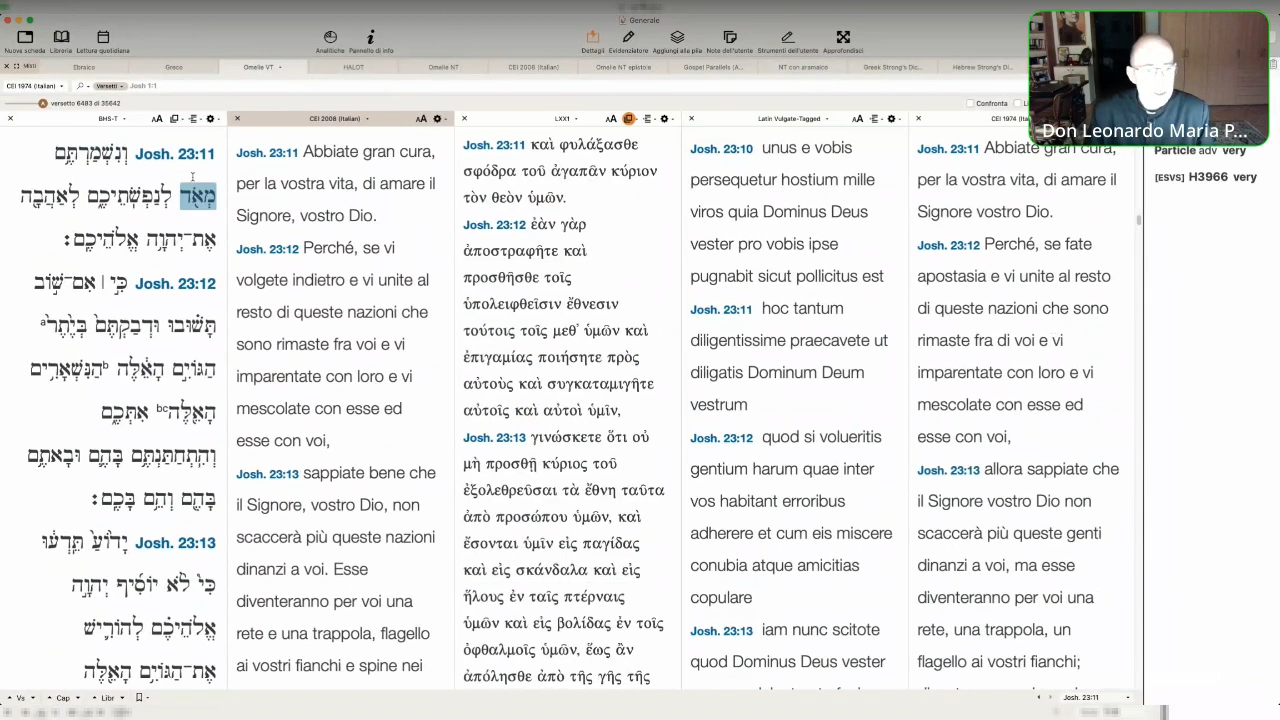 Generale
Nuova scheda Libreria Lettura quotidiana Analitiche Pannello di info Dettagli Evidenziatore Aggiungi alla pila Note dell'utente Strumenti dell'utente Approfondisci
Misti Ebraico Greco Omelie VT HALOT Omelie NT CEI 2008 (Italian) Omelie NT epistole Gospel Parallels (A... NT con aramaico Greek Strong's Dic... Hebrew Strong's Di...
CEI 1974 (Italian) Versetti Josh 1:1
versetto 6483 di 35642 Confronta
Don Leonardo Maria P...
BHS-T
Josh. 23:11 וְנִשְׁמַרְתֶּ֥ם
מְאֹ֖ד לְנַפְשֹֽׁתֵיכֶ֑ם לְאַהֲבָ֖ה
אֶת־יְהוָ֥ה אֱלֹהֵיכֶֽם׃
Josh. 23:12 כִּ֣י ׀ אִם־שׁ֣וֹב
תָּשׁ֗וּבוּ וּדְבַקְתֶּם֙ בְּיֶ֙תֶר֙ a
הַגּוֹיִ֣ם הָאֵ֔לֶּה b הַנִּשְׁאָרִ֥ים
הָאֵ֖לֶּה bc אִתְּכֶ֑ם
וְהִֽתְחַתַּנְתֶּ֥ם בָּהֶ֛ם וּבָאתֶ֥ם
בָּהֶ֖ם וְהֵ֥ם בָּכֶֽם׃
Josh. 23:13 יָד֙וֹעַ֙ תֵּֽדְע֔וּ
כִּי֩ לֹ֨א יוֹסִ֜יף יְהוָ֣ה
אֱלֹהֵיכֶ֗ם לְהוֹרִ֛ישׁ
אֶת־הַגּוֹיִ֥ם הָאֵ֖לֶּה
CEI 2008 (Italian)
Josh. 23:11 Abbiate gran cura,
per la vostra vita, di amare il
Signore, vostro Dio.
Josh. 23:12 Perché, se vi
volgete indietro e vi unite al
resto di queste nazioni che
sono rimaste fra voi e vi
imparentate con loro e vi
mescolate con esse ed
esse con voi,
Josh. 23:13 sappiate bene che
il Signore, vostro Dio, non
scaccerà più queste nazioni
dinanzi a voi. Esse
diventeranno per voi una
rete e una trappola, flagello
ai vostri fianchi e spine nei
LXX1
Josh. 23:11 καὶ φυλάξασθε
σφόδρα τοῦ ἀγαπᾶν κύριον
τὸν θεὸν ὑμῶν.
Josh. 23:12 ἐὰν γὰρ
ἀποστραφῆτε καὶ
προσθῆσθε τοῖς
ὑπολειφθεῖσιν ἔθνεσιν
τούτοις τοῖς μεθ᾽ ὑμῶν καὶ
ἐπιγαμίας ποιήσητε πρὸς
αὐτοὺς καὶ συγκαταμιγῆτε
αὐτοῖς καὶ αὐτοὶ ὑμῖν,
Josh. 23:13 γινώσκετε ὅτι οὐ
μὴ προσθῇ κύριος τοῦ
ἐξολεθρεῦσαι τὰ ἔθνη ταῦτα
ἀπὸ προσώπου ὑμῶν, καὶ
ἔσονται ὑμῖν εἰς παγίδας
καὶ εἰς σκάνδαλα καὶ εἰς
ἥλους ἐν ταῖς πτέρναις
ὑμῶν καὶ εἰς βολίδας ἐν τοῖς
ὀφθαλμοῖς ὑμῶν, ἕως ἂν
ἀπόλησθε ἀπὸ τῆς γῆς τῆς
Latin Vulgate-Tagged
Josh. 23:10 unus e vobis
persequetur hostium mille
viros quia Dominus Deus
vester pro vobis ipse
pugnabit sicut pollicitus est
Josh. 23:11 hoc tantum
diligentissime praecavete ut
diligatis Dominum Deum
vestrum
Josh. 23:12 quod si volueritis
gentium harum quae inter
vos habitant erroribus
adherere et cum eis miscere
conubia atque amicitias
copulare
Josh. 23:13 iam nunc scitote
quod Dominus Deus vester
CEI 1974
Josh. 23:11 Abbiate gran cura,
per la vostra vita, di amare il
Signore vostro Dio.
Josh. 23:12 Perché, se fate
apostasia e vi unite al resto
di queste nazioni che sono
rimaste fra di voi e vi
imparentate con loro e vi
mescolate con esse ed
esse con voi,
Josh. 23:13 allora sappiate che
il Signore vostro Dio non
scaccerà più queste genti
dinanzi a voi, ma esse
diventeranno per voi una
rete, una trappola, un
flagello ai vostri fianchi;
Particle adv very
[ESVS] H3966 very
Vs Cap Libr Josh. 23:11